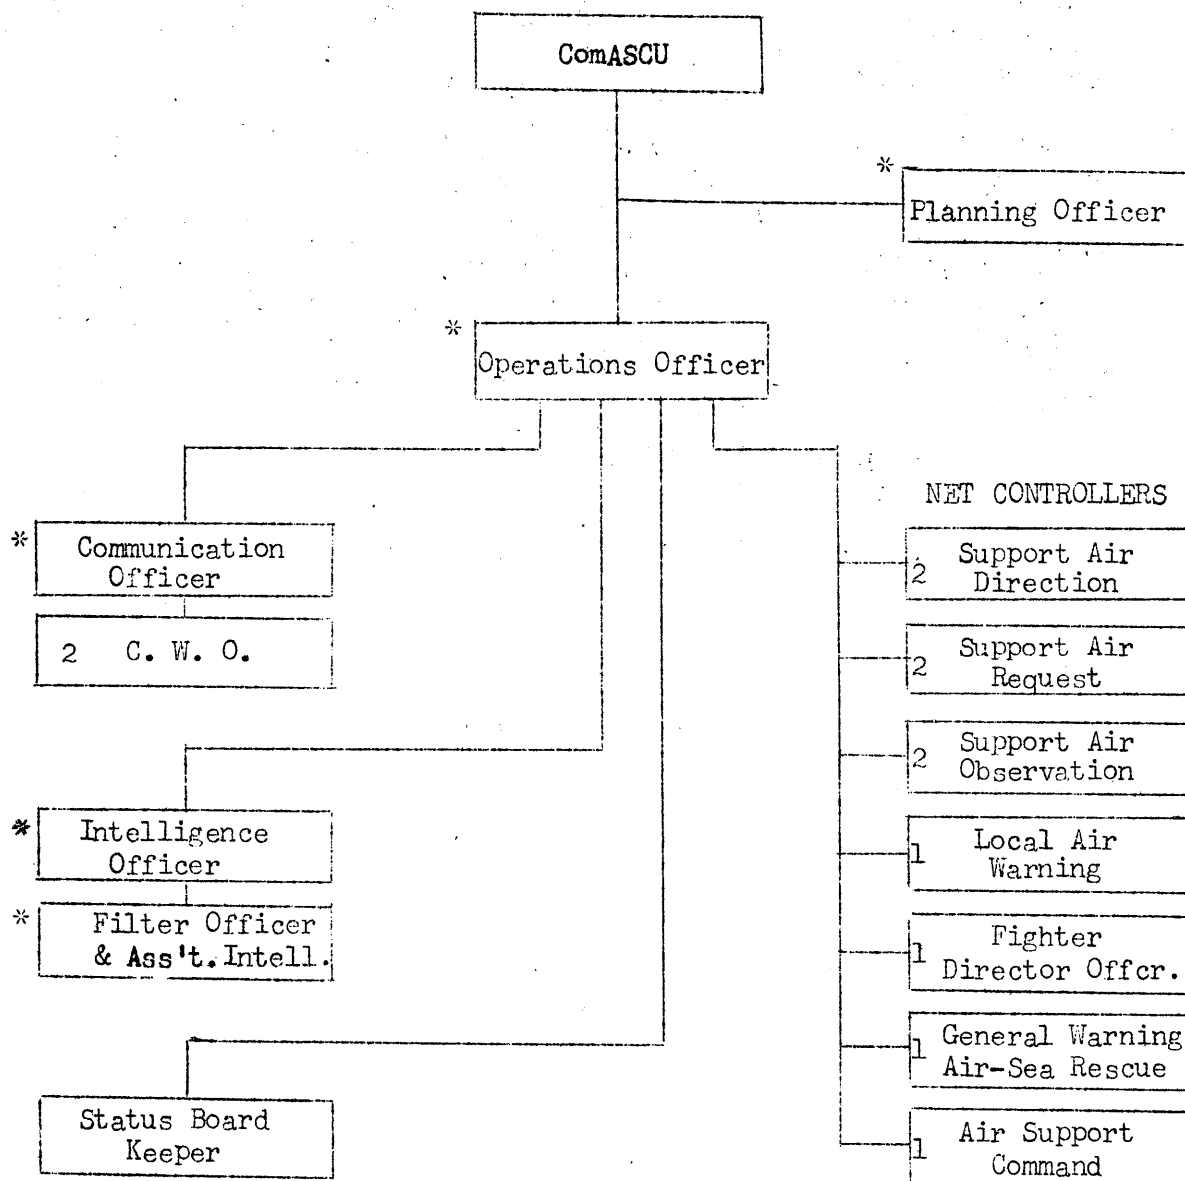 ComASCU
*
Planning Officer
*
Operations Officer
*
Communication
Officer
2 C. W. O.
*
Intelligence
Officer
*
Filter Officer
& Ass't. Intell.
Status Board
Keeper
NET CONTROLLERS
2 Support Air
Direction
2 Support Air
Request
2 Support Air
Observation
1 Local Air
Warning
1 Fighter
Director Offcr.
1 General Warning
Air-Sea Rescue
1 Air Support
Command